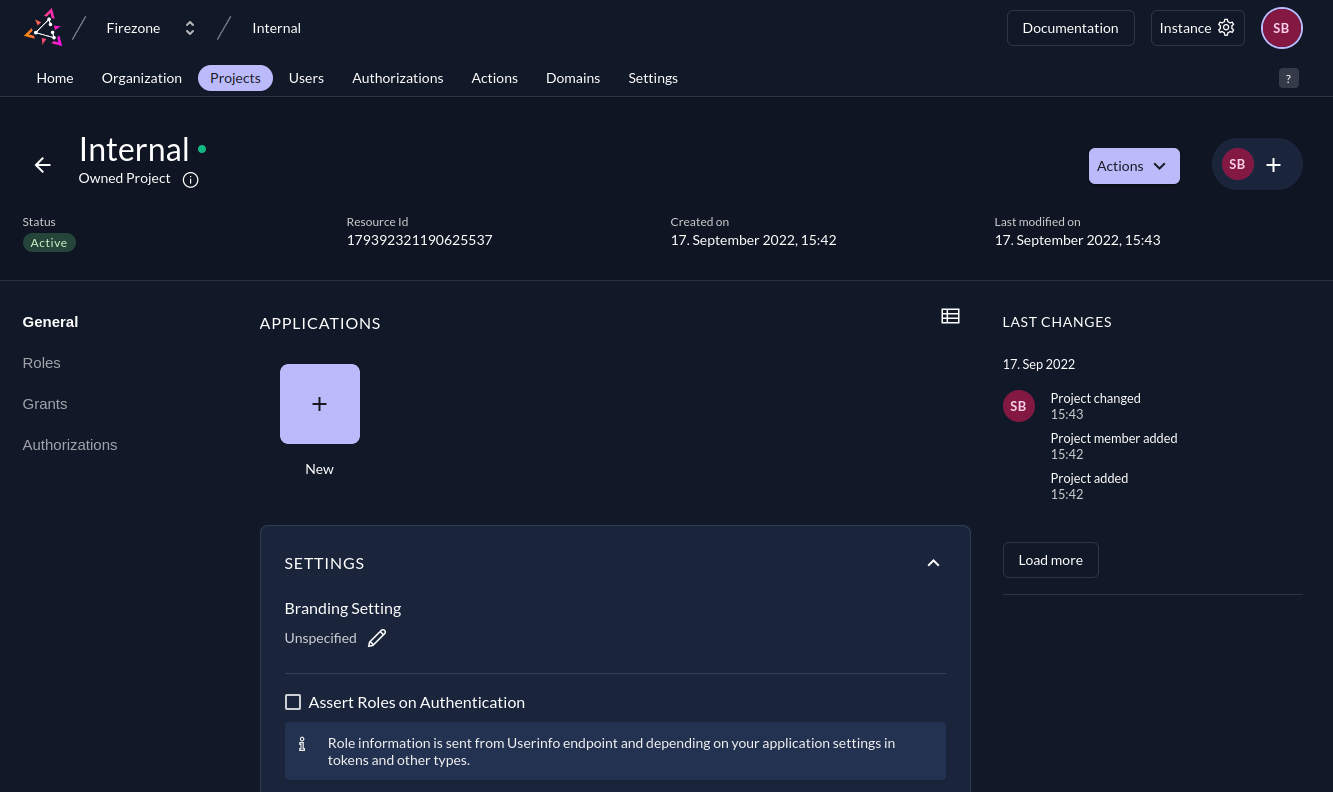 Firezone
Internal
Documentation
Instance
SB
Home
Organization
Projects
Users
Authorizations
Actions
Domains
Settings
?
Internal
Owned Project
Actions
SB
Status
Active
Resource Id
179392321190625537
Created on
17. September 2022, 15:42
Last modified on
17. September 2022, 15:43
General
Roles
Grants
Authorizations
APPLICATIONS
New
SETTINGS
Branding Setting
Unspecified
Assert Roles on Authentication
Role information is sent from Userinfo endpoint and depending on your application settings in
tokens and other types.
LAST CHANGES
17. Sep 2022
SB
Project changed
15:43
Project member added
15:42
Project added
15:42
Load more